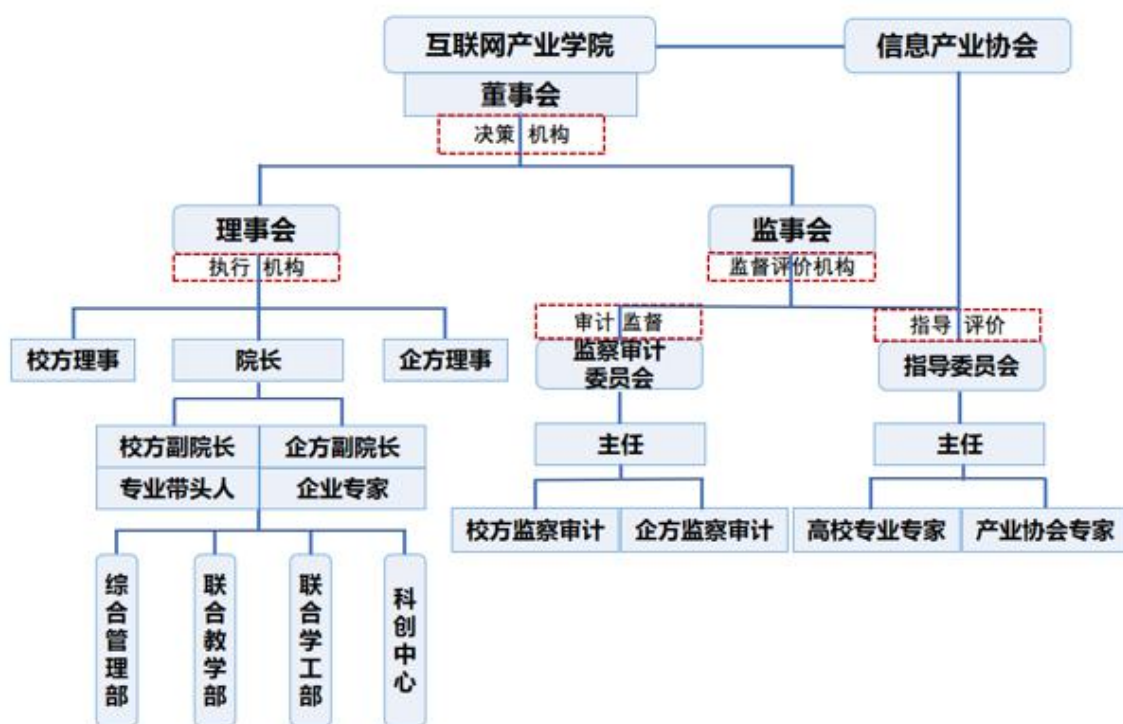 互联网产业学院
信息产业协会
董事会
决策机构
理事会
监事会
执行机构
监督评价机构
审计监督
指导评价
校方理事
院长
企方理事
监察审计
委员会
指导委员会
校方副院长
企方副院长
主任
主任
专业带头人
企业专家
校方监察审计
企方监察审计
高校专业专家
产业协会专家
综合管理部
联合教学部
联合学工部
科创中心